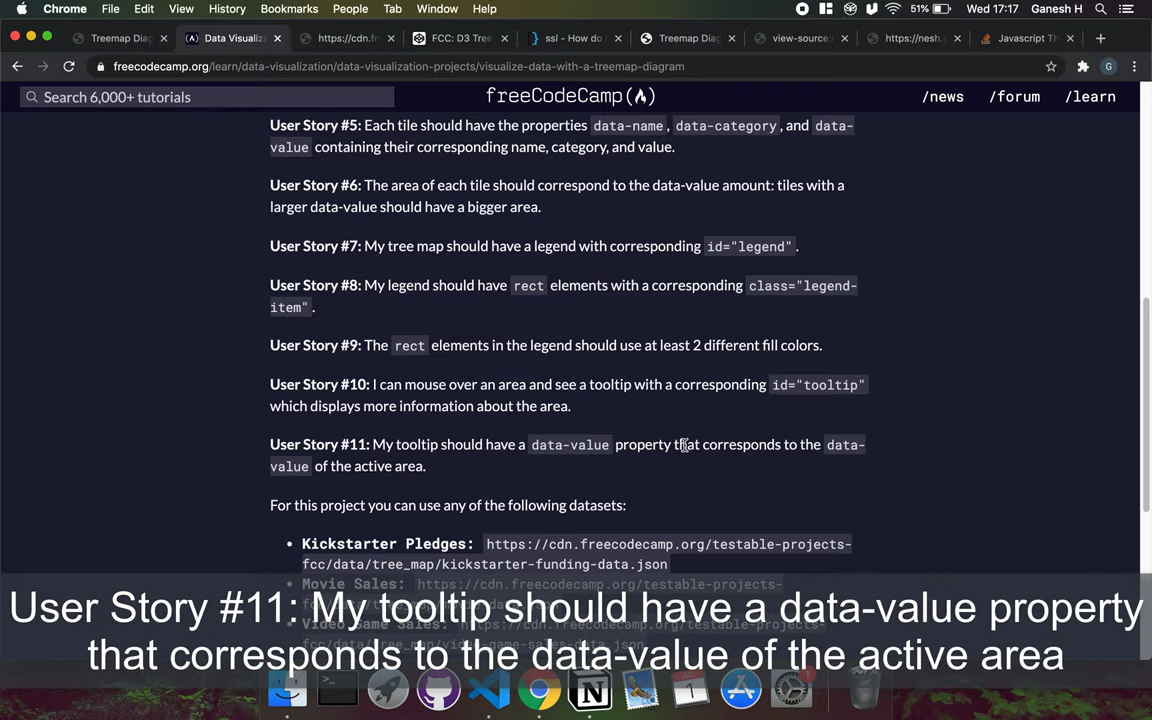 Chrome File Edit View History Bookmarks People Tab Window Help 51% Wed 17:17 Ganesh H
Treemap Dia Data Visualiz https://cdn.fr FCC: D3 Tree ssl - How do Treemap Diag view-source: https://nesh.g Javascript Th
freecodecamp.org/learn/data-visualization/data-visualization-projects/visualize-data-with-a-treemap-diagram G
Search 6,000+ tutorials freeCodeCamp /news /forum /learn
User Story #5: Each tile should have the properties data-name, data-category, and data-
value containing their corresponding name, category, and value.
User Story #6: The area of each tile should correspond to the data-value amount: tiles with a
larger data-value should have a bigger area.
User Story #7: My tree map should have a legend with corresponding id="legend".
User Story #8: My legend should have rect elements with a corresponding class="legend-
item".
User Story #9: The rect elements in the legend should use at least 2 different fill colors.
User Story #10: I can mouse over an area and see a tooltip with a corresponding id="tooltip"
which displays more information about the area.
User Story #11: My tooltip should have a data-value property that corresponds to the data-
value of the active area.
For this project you can use any of the following datasets:
Kickstarter Pledges: https://cdn.freecodecamp.org/testable-projects-
fcc/data/tree_map/kickstarter-funding-data.json
Movie Sales: https://cdn.freecodecamp.org/testable-projects-
User Story #11: My tooltip should have a data-value property
that corresponds to the data-value of the active area